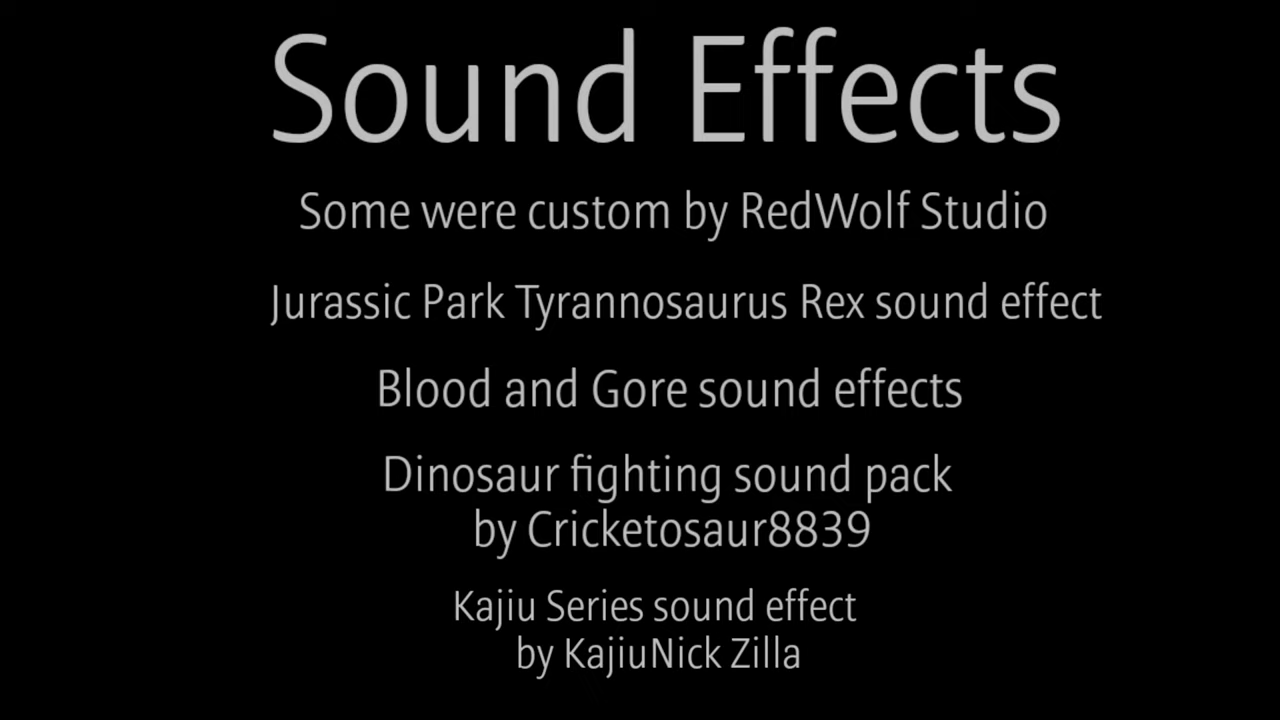 Sound Effects
Some were custom by RedWolf Studio
Jurassic Park Tyrannosaurus Rex sound effect
Blood and Gore sound effects
Dinosaur fighting sound pack
by Cricketosaur8839
Kajiu Series sound effect
by KajiuNick Zilla